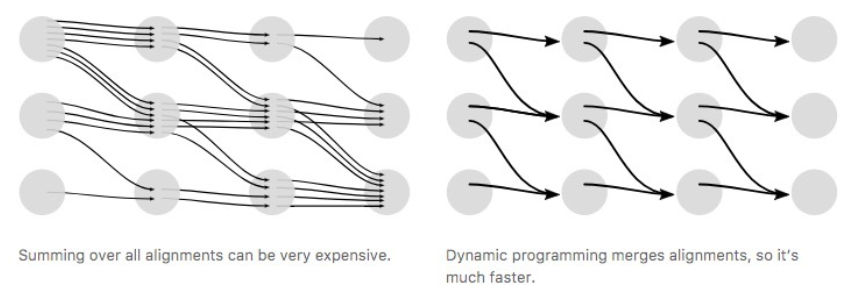 Summing over all alignments can be very expensive.
Dynamic programming merges alignments, so it's
much faster.